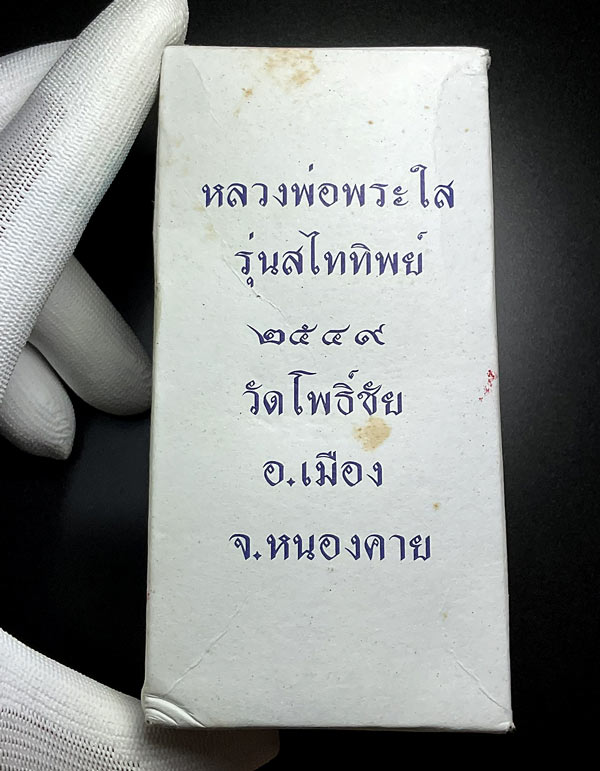 หลวงพ่อพระใส
รุ่นสไททิพย์
๒๕๔๙
วัดโพธิ์ชัย
อ.เมือง
จ.หนองคาย